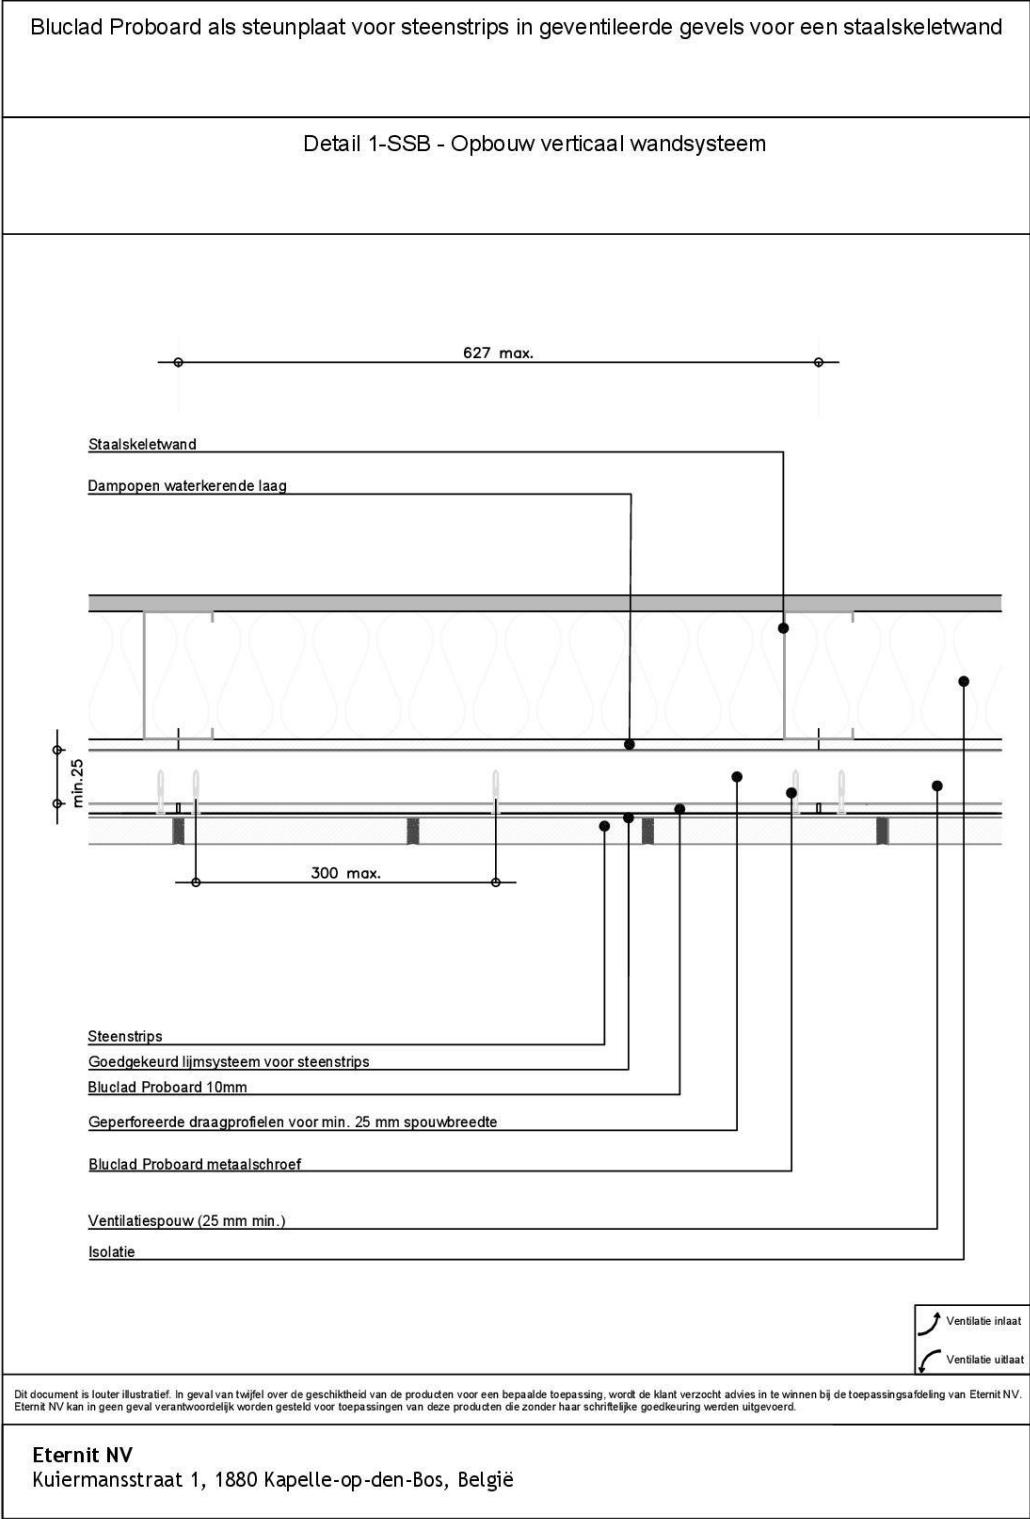 Bluclad Proboard als steunplaat voor steenstrips in geventileerde gevels voor een staalskeletwand
Detail 1-SSB - Opbouw verticaal wandsysteem
627 max.
Staalskeletwand
Dampopen waterkerende laag
min.25
300 max.
Steenstrips
Goedgekeurd lijmsysteem voor steenstrips
Bluclad Proboard 10mm
Geperforeerde draagprofielen voor min. 25 mm spouwbreedte
Bluclad Proboard metaalschroef
Ventilatiespouw (25 mm min.)
Isolatie
Ventilatie inlaat
Ventilatie uitlaat
Dit document is louter illustratief. In geval van twijfel over de geschiktheid van de producten voor een bepaalde toepassing, wordt de klant verzocht advies in te winnen bij de toepassingsafdeling van Eternit NV.
Eternit NV kan in geen geval verantwoordelijk worden gesteld voor toepassingen van deze producten die zonder haar schriftelijke goedkeuring werden uitgevoerd.
Eternit NV
Kuiermansstraat 1, 1880 Kapelle-op-den-Bos, België